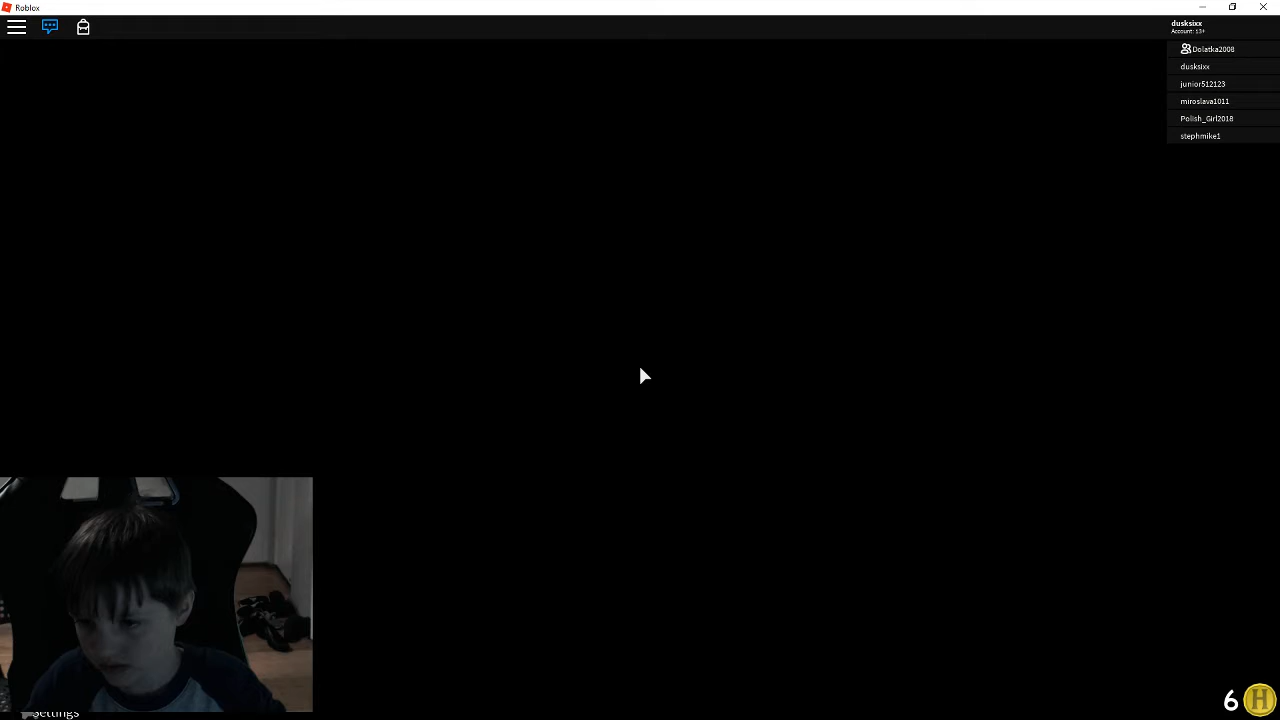 Roblox
dusksixx
Account: 13+
Dolatka2008
dusksixx
junior512123
miroslava1011
Polish_Girl2018
stephmike1
6 H
Settings